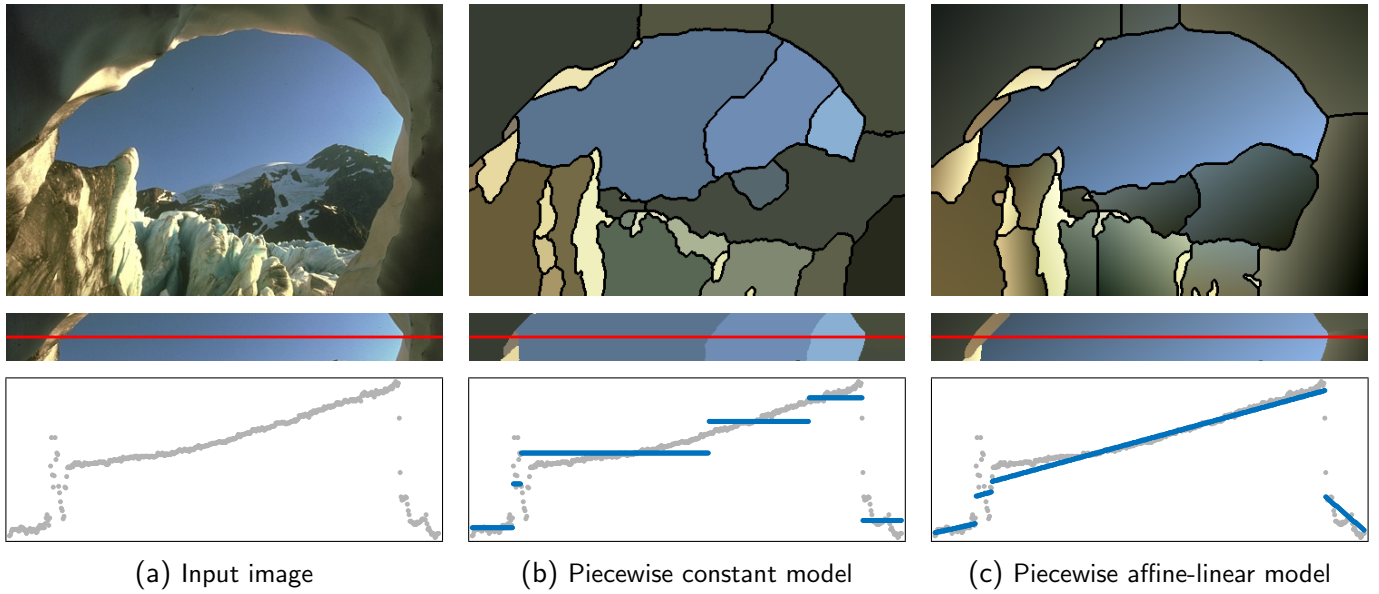 (a) Input image
(b) Piecewise constant model
(c) Piecewise affine-linear model